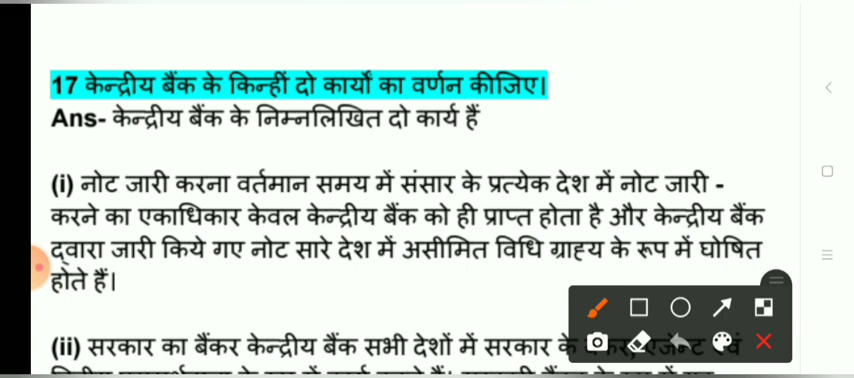 17 केन्द्रीय बैंक के किन्हीं दो कार्यों का वर्णन कीजिए।
Ans- केन्द्रीय बैंक के निम्नलिखित दो कार्य हैं
(i) नोट जारी करना वर्तमान समय में संसार के प्रत्येक देश में नोट जारी -
करने का एकाधिकार केवल केन्द्रीय बैंक को ही प्राप्त होता है और केन्द्रीय बैंक
द्वारा जारी किये गए नोट सारे देश में असीमित विधि ग्राह्य के रूप में घोषित
होते हैं।
(ii) सरकार का बैंकर केन्द्रीय बैंक सभी देशों में सरकार के